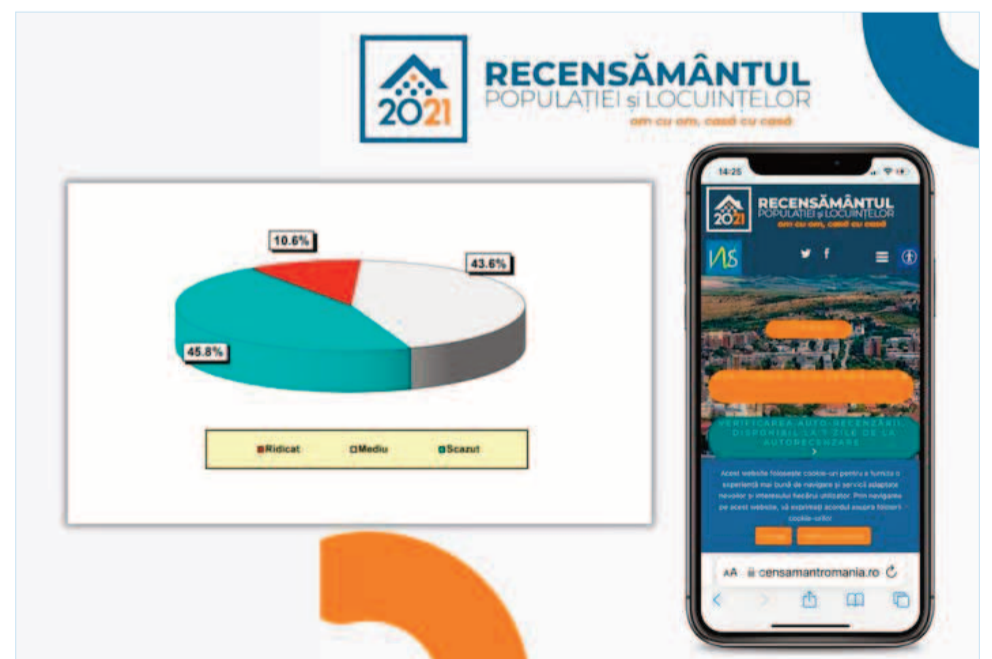 2021
RECENSĂMÂNTUL
POPULAȚIEI și LOCUINȚELOR
om cu om, casă cu casă
10.6%
43.6%
45.8%
Ridicat Mediu Scazut
14:25
2021
RECENSĂMÂNTUL
POPULAȚIEI și LOCUINȚELOR
om cu om, casă cu casă
INS
VERIFICAREA AUTO-RECENZĂRII,
DISPONIBIL LA 7 ZILE DE LA
AUTORECENZARE
Acest website folosește cookie-uri pentru a furniza o
experiență mai bună de navigare și servicii adaptate
nevoilor și interesului fiecărui utilizator. Prin navigarea
pe acest website, vă exprimați acordul asupra folosirii
cookie-urilor
AA censamantromania.ro